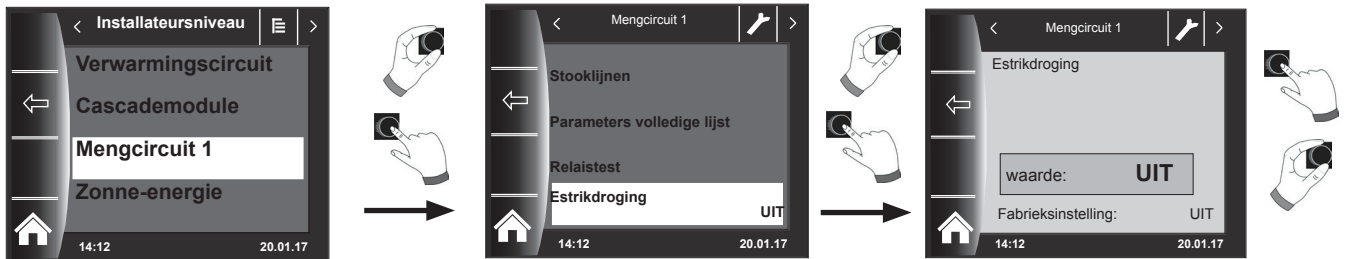 Installateursniveau
Verwarmingscircuit
Cascademodule
Mengcircuit 1
Zonne-energie
14:12 20.01.17
Mengcircuit 1
Stooklijnen
Parameters volledige lijst
Relaistest
Estrikdroging
UIT
14:12 20.01.17
Mengcircuit 1
Estrikdroging
waarde: UIT
Fabrieksinstelling: UIT
14:12 20.01.17